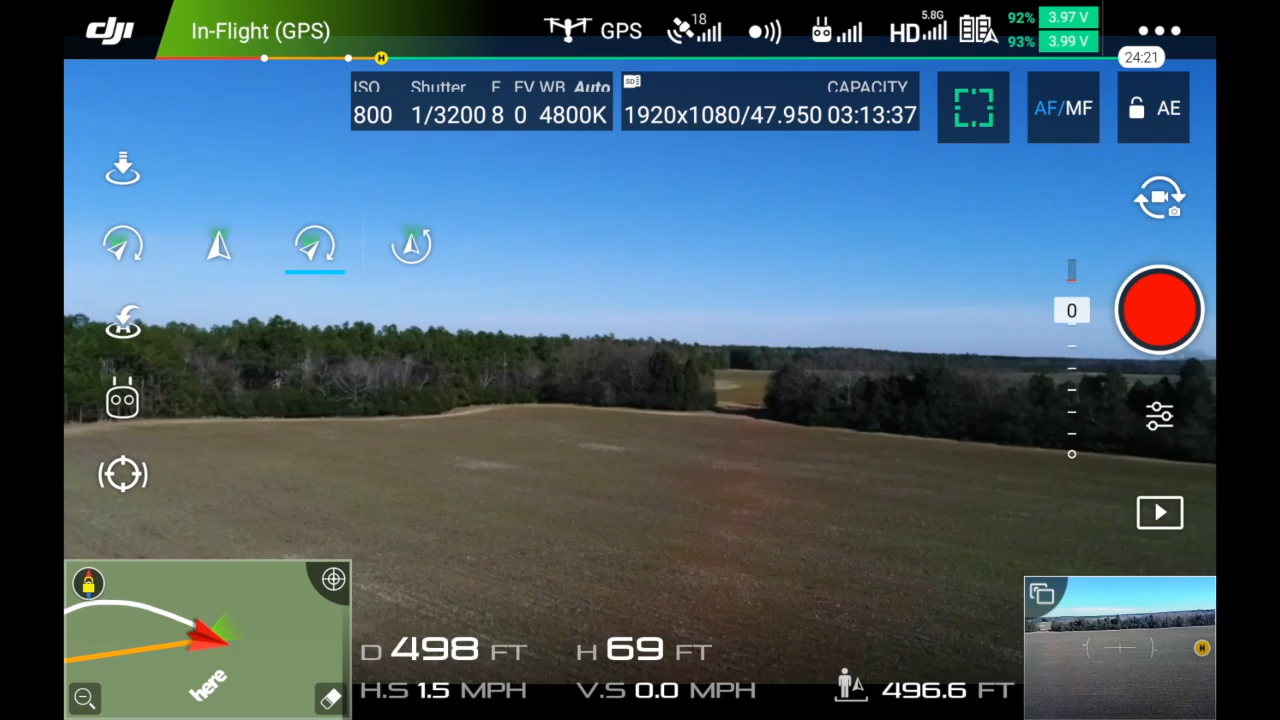 dji In-Flight (GPS) GPS 18 HD 5.8G 92% 3.97 V
93% 3.99 V
H
24:21
ISO Shutter F EV WB Auto CAPACITY
800 1/3200 8 0 4800K 1920x1080/47.950 03:13:37
SD
AF/MF
AE
0
H
here
D 498 FT H 69 FT
H.S 1.5 MPH V.S 0.0 MPH 496.6 FT
H